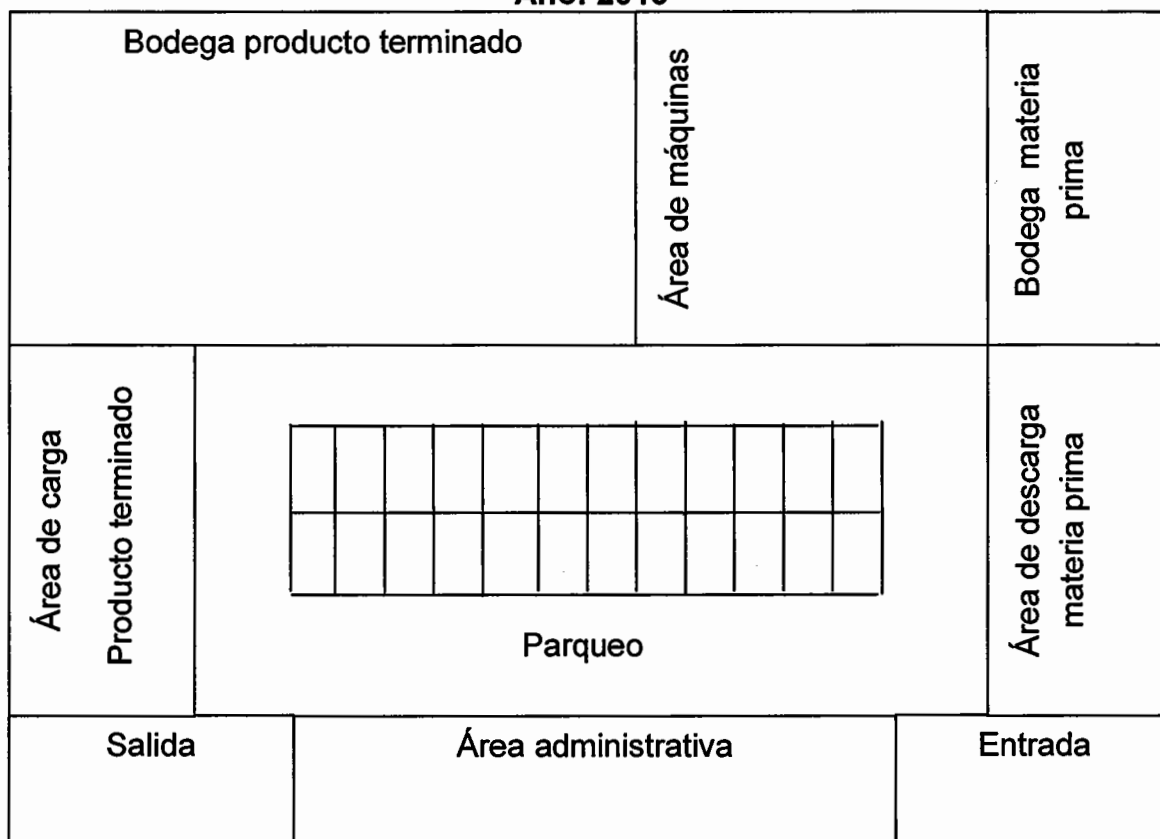 Bodega producto terminado
Área de máquinas
Bodega materia
prima
Área de carga
Producto terminado
Parqueo
Área de descarga
materia prima
Salida
Área administrativa
Entrada